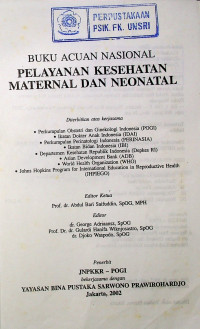 PERPUSTAKAAN
PSIK. FK. UNSRI
BUKU ACUAN NASIONAL
PELAYANAN KESEHATAN
MATERNAL DAN NEONATAL
Diterbitkan atas kerjasama
• Perkumpulan Obstetri dan Ginekologi Indonesia (POGI)
• Ikatan Dokter Anak Indonesia (IDAI)
• Perkumpulan Perinatologi Indonesia (PERINASIA)
• Ikatan Bidan Indonesia (IBI)
• Departemen Kesehatan Republik Indonesia (Depkes RI)
• Asian Development Bank (ADB)
• World Health Organization (WHO)
• Johns Hopkins Program for International Education in Reproductive Health
(JHPIEGO)
Editor Ketua
Prof. dr. Abdul Bari Saifuddin, SpOG, MPH
Editor
dr. George Adriaansz, SpOG
Prof. Dr. dr. Gulardi Hanifa Wiknjosastro, SpOG
dr. Djoko Waspodo, SpOG
Penerbit
JNPKKR – POGI
bekerjasama dengan
YAYASAN BINA PUSTAKA SARWONO PRAWIROHARDJO
Jakarta, 2002